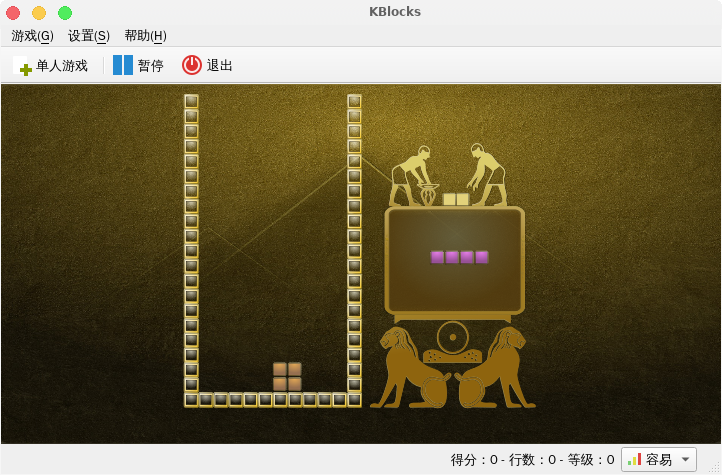 KBlocks
游戏(G) 设置(S) 帮助(H)
单人游戏 暂停 退出
得分：0 - 行数：0 - 等级：0 容易